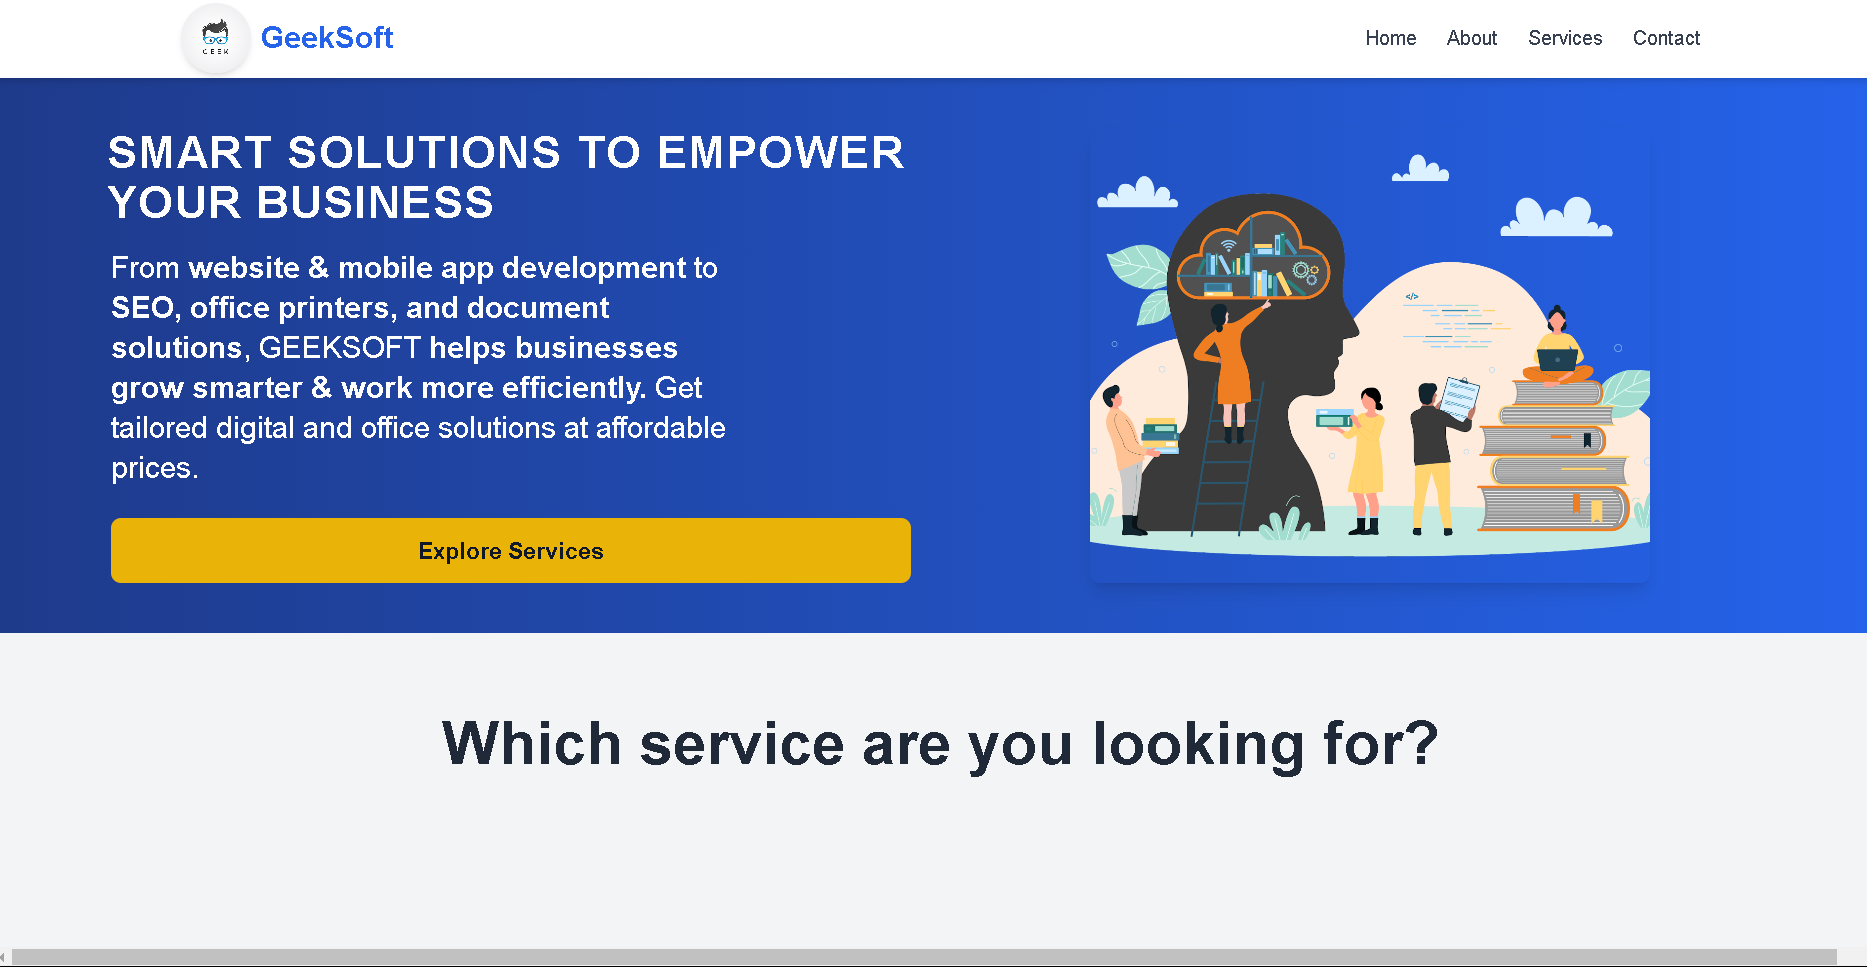 GEEK
GeekSoft
Home About Services Contact
SMART SOLUTIONS TO EMPOWER
YOUR BUSINESS
From website & mobile app development to
SEO, office printers, and document
solutions, GEEKSOFT helps businesses
grow smarter & work more efficiently. Get
tailored digital and office solutions at affordable
prices.
</>
Explore Services
Which service are you looking for?